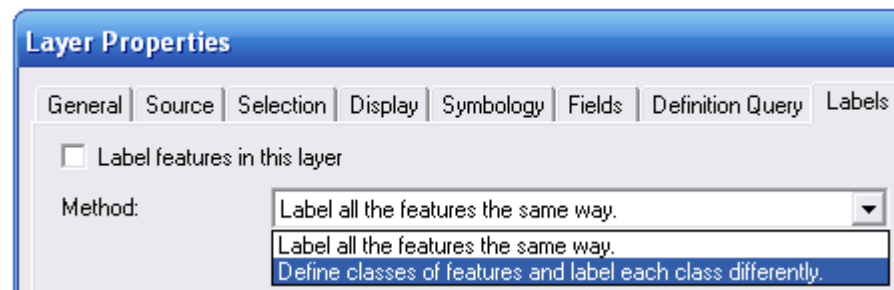 Layer Properties
General Source Selection Display Symbology Fields Definition Query Labels
Label features in this layer
Method: Label all the features the same way.
Label all the features the same way.
Define classes of features and label each class differently.